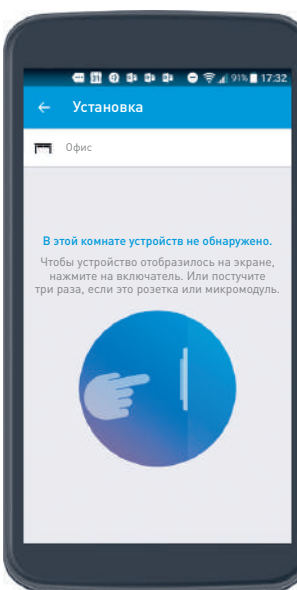 91% 17:32
Установка
Офис
В этой комнате устройств не обнаружено.
Чтобы устройство отобразилось на экране,
нажмите на включатель. Или постучите
три раза, если это розетка или микромодуль.